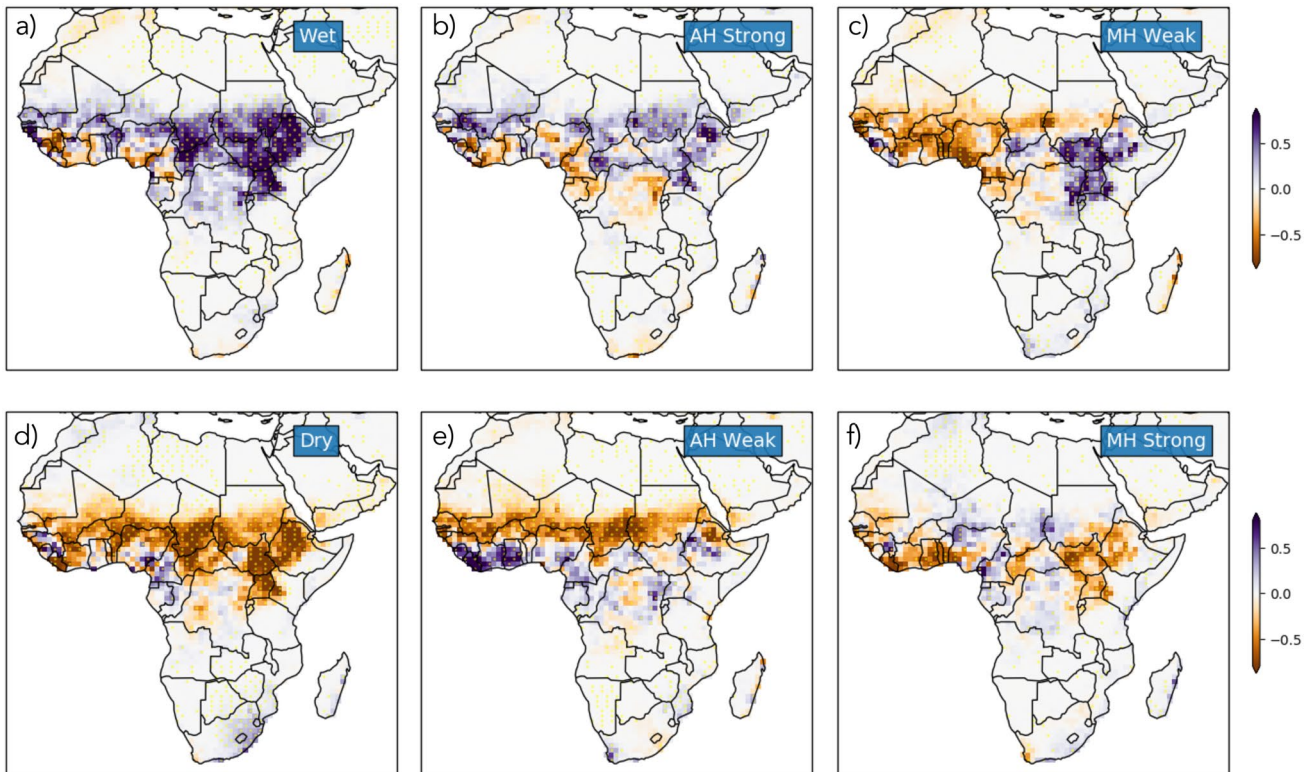 a)
Wet
b)
AH Strong
c)
MH Weak
0.5
0.0
−0.5
d)
Dry
e)
AH Weak
f)
MH Strong
0.5
0.0
−0.5